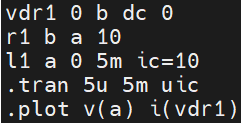 vdr1 0 b dc 0
r1 b a 10
l1 a 0 5m ic=10
.tran 5u 5m uic
.plot v(a) i(vdr1)